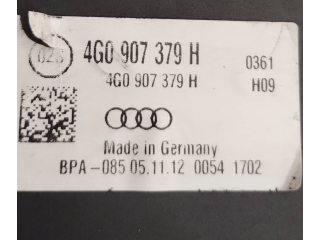 4G0 907 379 H
4G0 907 379 H
0361
H09
Made in Germany
BPA-085 05.11.12 0054 1702